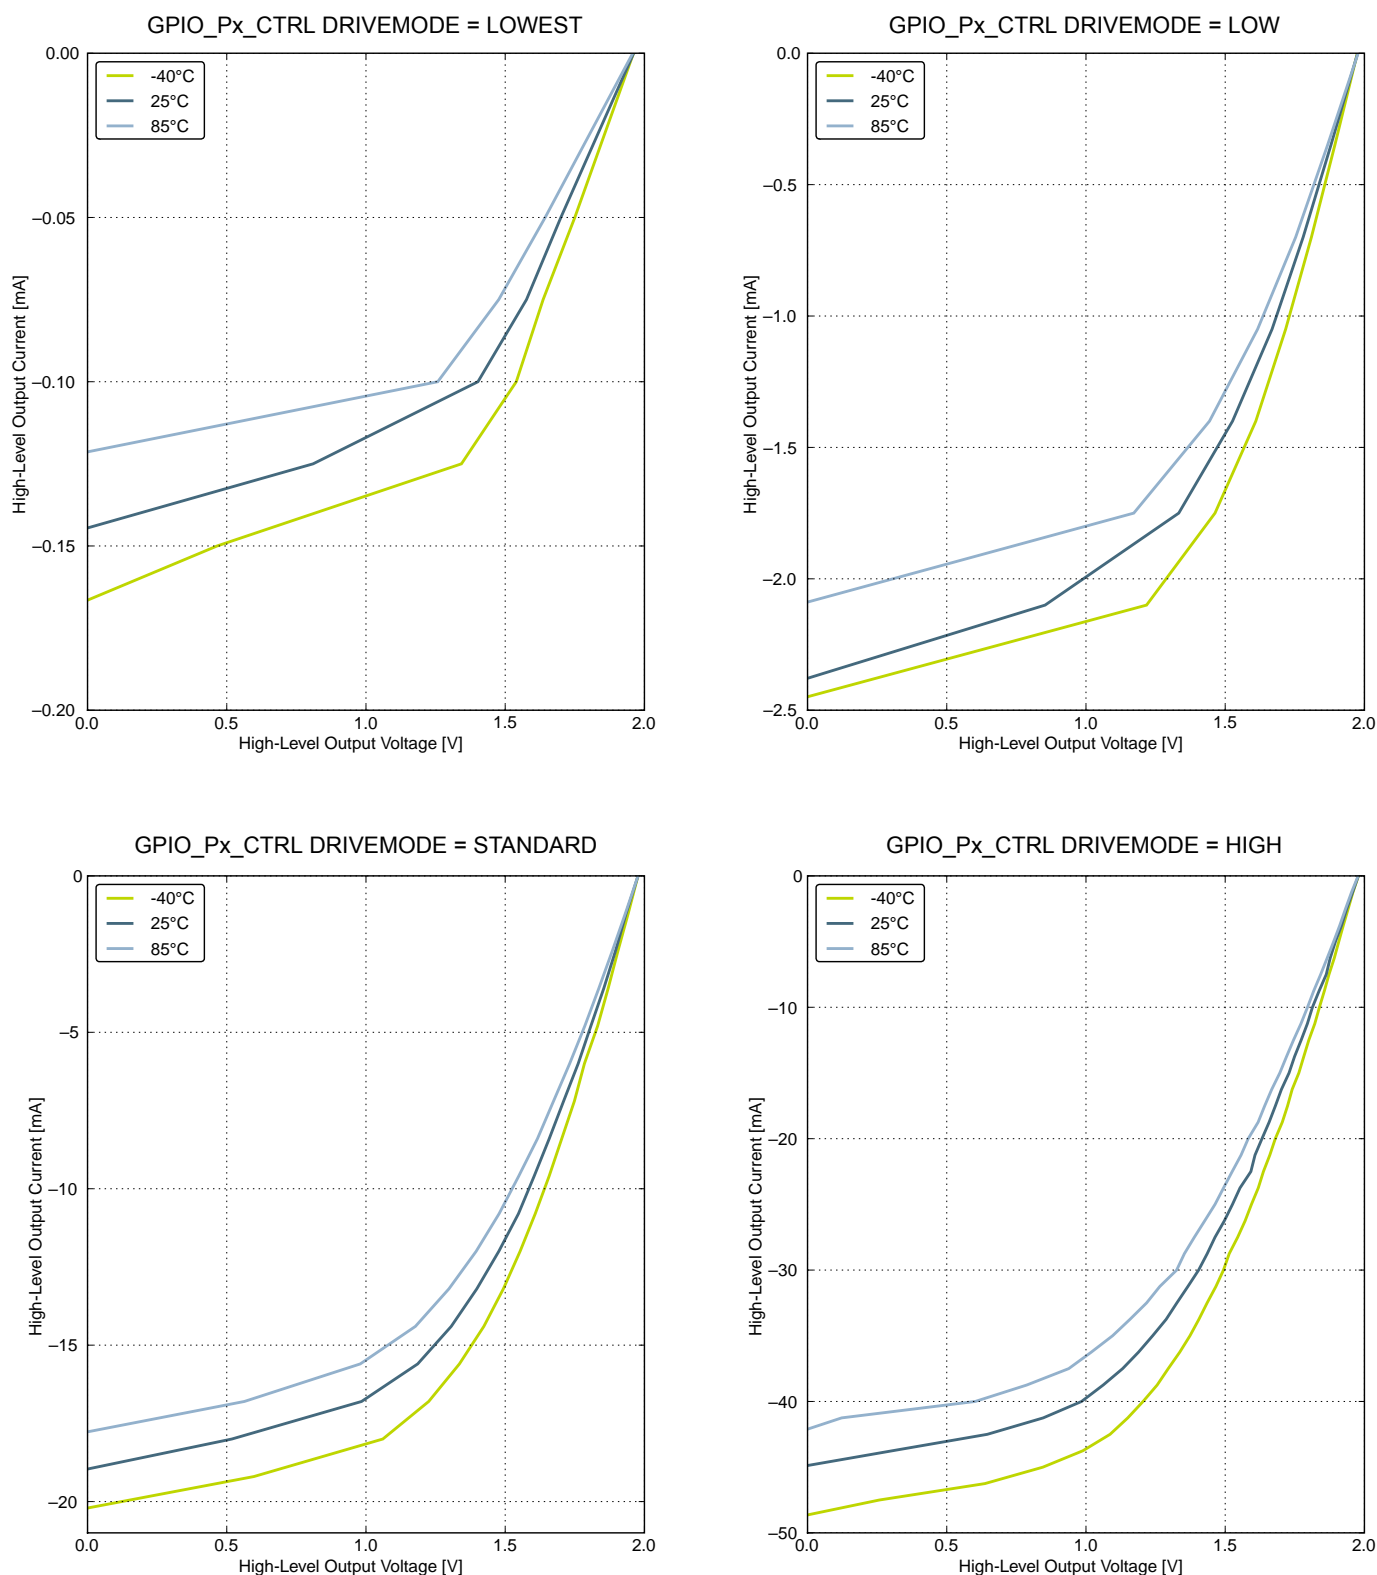 GPIO_Px_CTRL DRIVEMODE = LOWEST
0.00
–0.05
–0.10
–0.15
–0.20
High-Level Output Current [mA]
-40°C
25°C
85°C
0.0 0.5 1.0 1.5 2.0
High-Level Output Voltage [V]
GPIO_Px_CTRL DRIVEMODE = LOW
0.0
–0.5
–1.0
–1.5
–2.0
–2.5
High-Level Output Current [mA]
-40°C
25°C
85°C
0.0 0.5 1.0 1.5 2.0
High-Level Output Voltage [V]
GPIO_Px_CTRL DRIVEMODE = STANDARD
0
–5
–10
–15
–20
High-Level Output Current [mA]
-40°C
25°C
85°C
0.0 0.5 1.0 1.5 2.0
High-Level Output Voltage [V]
GPIO_Px_CTRL DRIVEMODE = HIGH
0
–10
–20
–30
–40
–50
High-Level Output Current [mA]
-40°C
25°C
85°C
0.0 0.5 1.0 1.5 2.0
High-Level Output Voltage [V]